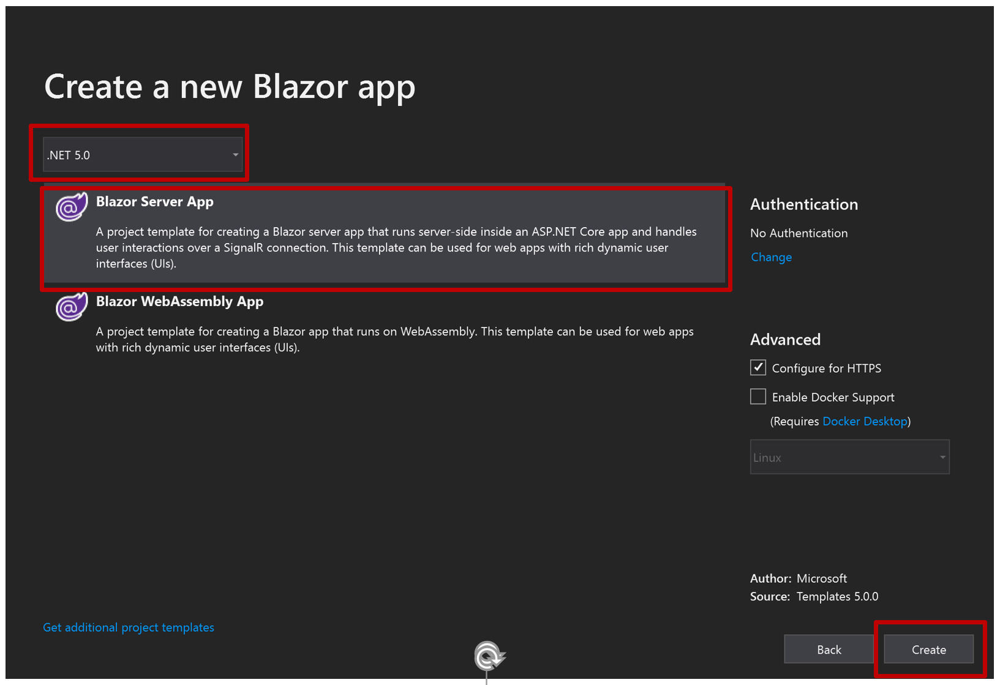 Create a new Blazor app
.NET 5.0
Blazor Server App
A project template for creating a Blazor server app that runs server-side inside an ASP.NET Core app and handles
user interactions over a SignalR connection. This template can be used for web apps with rich dynamic user
interfaces (UIs).
Blazor WebAssembly App
A project template for creating a Blazor app that runs on WebAssembly. This template can be used for web apps
with rich dynamic user interfaces (UIs).
Authentication
No Authentication
Change
Advanced
Configure for HTTPS
Enable Docker Support
(Requires Docker Desktop)
Linux
Author: Microsoft
Source: Templates 5.0.0
Get additional project templates
Back
Create